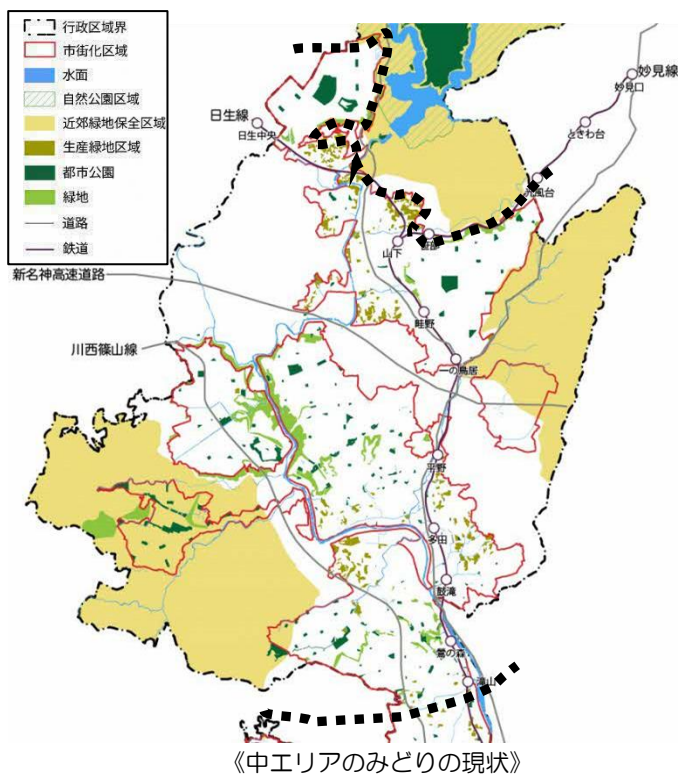 行政区域界
市街化区域
水面
自然公園区域
近郊緑地保全区域
生産緑地区域
都市公園
緑地
道路
鉄道
妙見線
妙見口
ときわ台
光風台
日生線
日生中央
山下
笹部
新名神高速道路
畦野
川西篠山線
一の鳥居
平野
多田
鼓滝
鶯の森
滝山
《中エリアのみどりの現状》